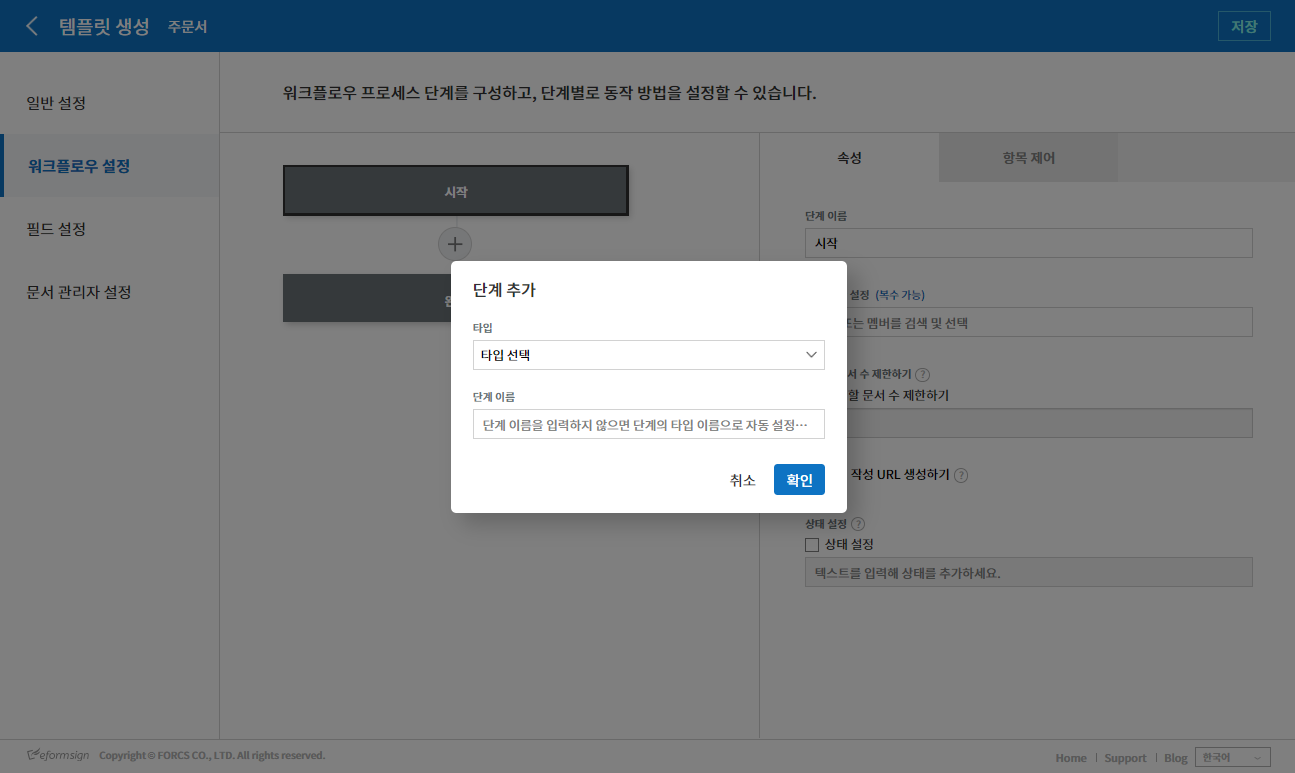 템플릿 생성 주문서
저장
일반 설정
워크플로우 설정
필드 설정
문서 관리자 설정
워크플로우 프로세스 단계를 구성하고, 단계별로 동작 방법을 설정할 수 있습니다.
시작
속성
항목 제어
단계 이름
시작
설정 (복수 가능)
멤버를 검색 및 선택
수 제한하기 ?
할 문서 수 제한하기
작성 URL 생성하기 ?
상태 설정 ?
상태 설정
텍스트를 입력해 상태를 추가하세요.
단계 추가
타입
타입 선택
단계 이름
단계 이름을 입력하지 않으면 단계의 타입 이름으로 자동 설정…
취소
확인
eformsign Copyright © FORCS CO., LTD. All rights reserved.
Home | Support | Blog
한국어